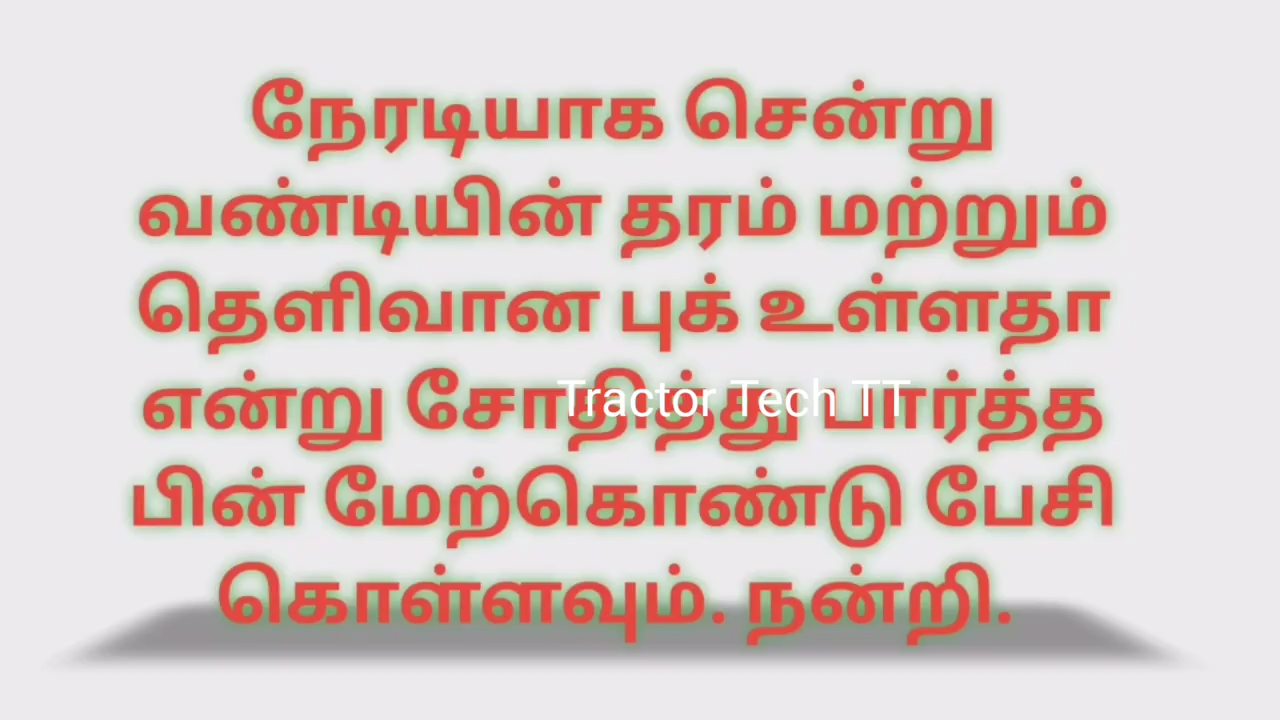 நேரடியாக சென்று
வண்டியின் தரம் மற்றும்
தெளிவான புக் உள்ளதா
என்று சோதித்து பார்த்த
பின் மேற்கொண்டு பேசி
கொள்ளவும். நன்றி.
Tractor Tech TT